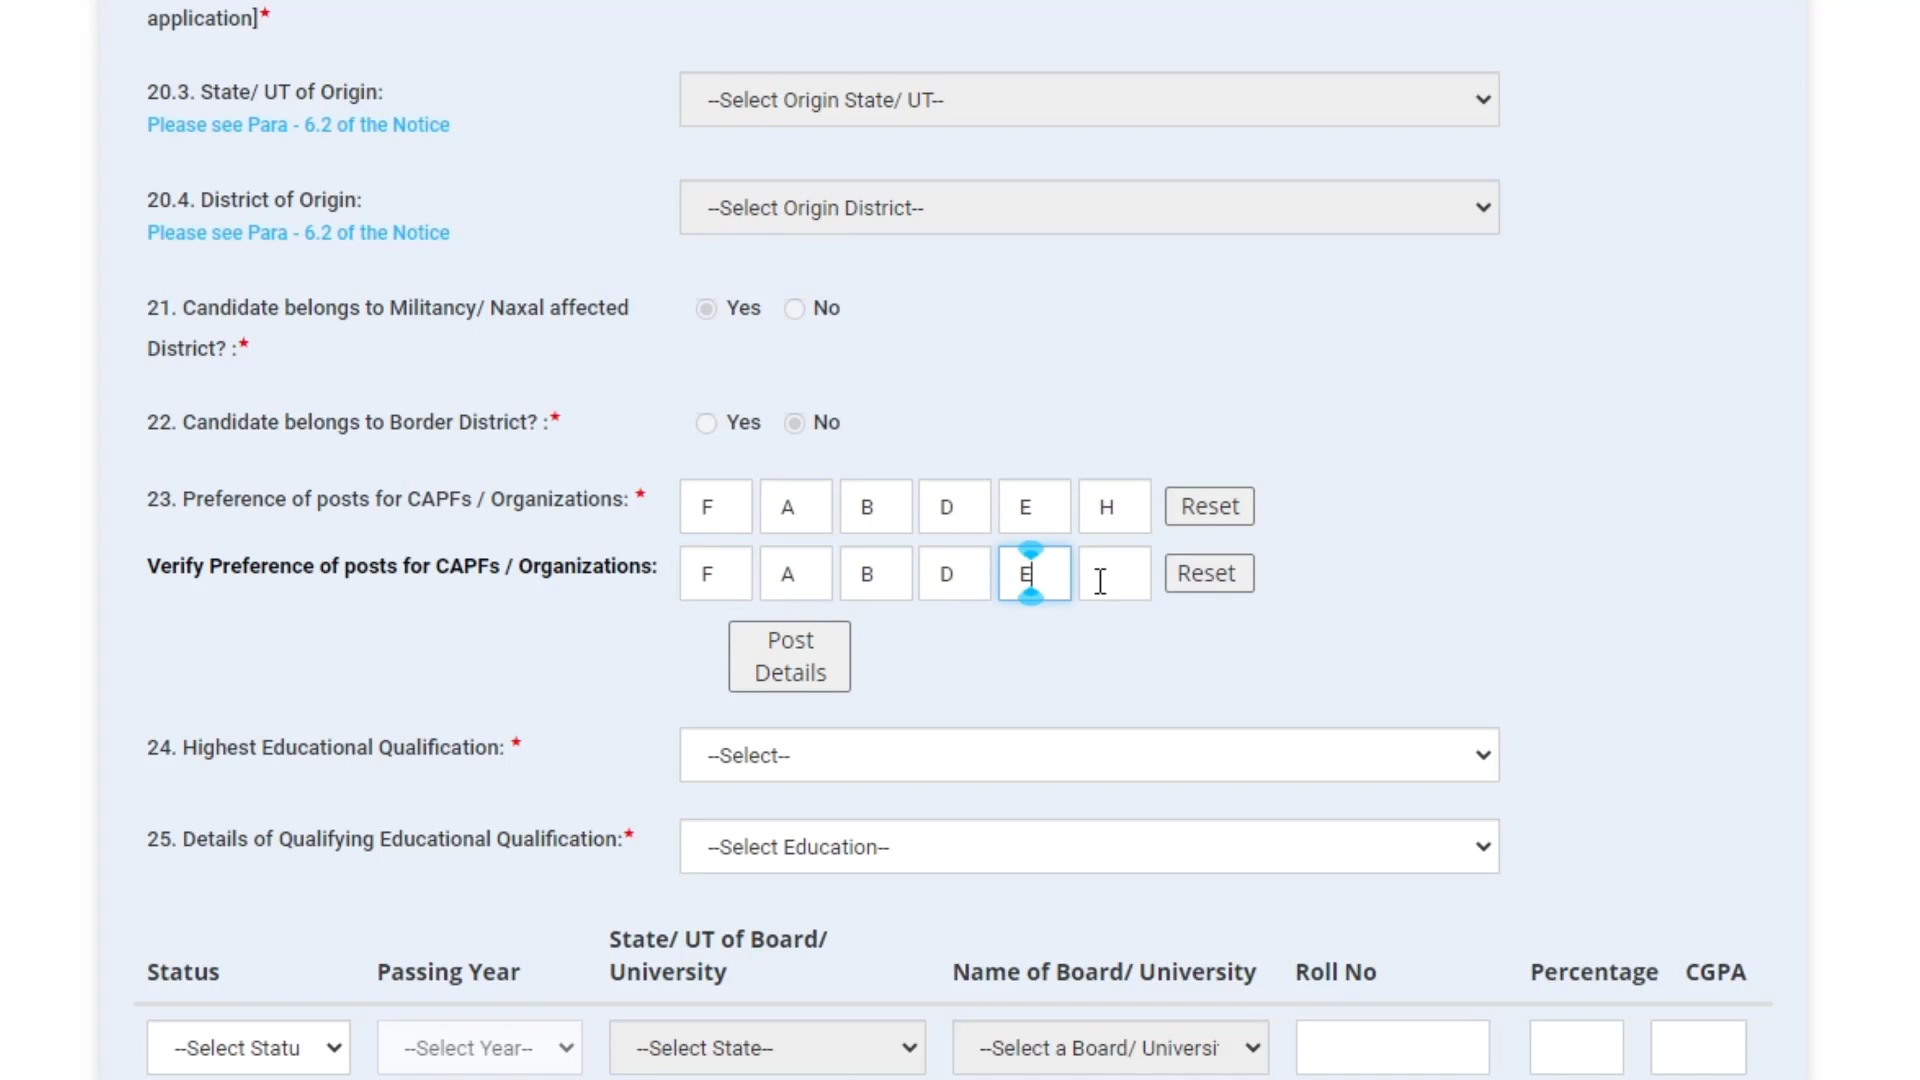 application]*
20.3. State/ UT of Origin:
--Select Origin State/ UT--
Please see Para - 6.2 of the Notice
20.4. District of Origin:
--Select Origin District--
Please see Para - 6.2 of the Notice
21. Candidate belongs to Militancy/ Naxal affected
District? :*
Yes No
22. Candidate belongs to Border District? :*
Yes No
23. Preference of posts for CAPFs / Organizations: *
F A B D E H Reset
Verify Preference of posts for CAPFs / Organizations:
F A B D E Reset
Post
Details
24. Highest Educational Qualification: *
--Select--
25. Details of Qualifying Educational Qualification:*
--Select Education--
Status Passing Year State/ UT of Board/
University Name of Board/ University Roll No Percentage CGPA
--Select Statu --Select Year-- --Select State-- --Select a Board/ Universi